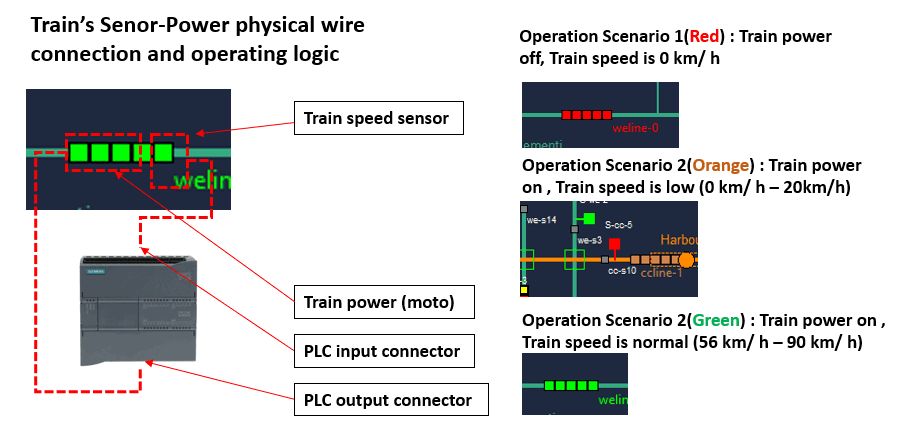 Train's Senor-Power physical wire
connection and operating logic
Train speed sensor
welin
SIEMENS
Train power (moto)
PLC input connector
PLC output connector
Operation Scenario 1(Red) : Train power
off, Train speed is 0 km/ h
weline-0
ementi
Operation Scenario 2(Orange) : Train power
on , Train speed is low (0 km/ h – 20km/h)
we-s14
S-cc-5
we-s3
Harbou
cc-s10
ccline-1
-3
Operation Scenario 2(Green) : Train power on ,
Train speed is normal (56 km/ h – 90 km/ h)
welin